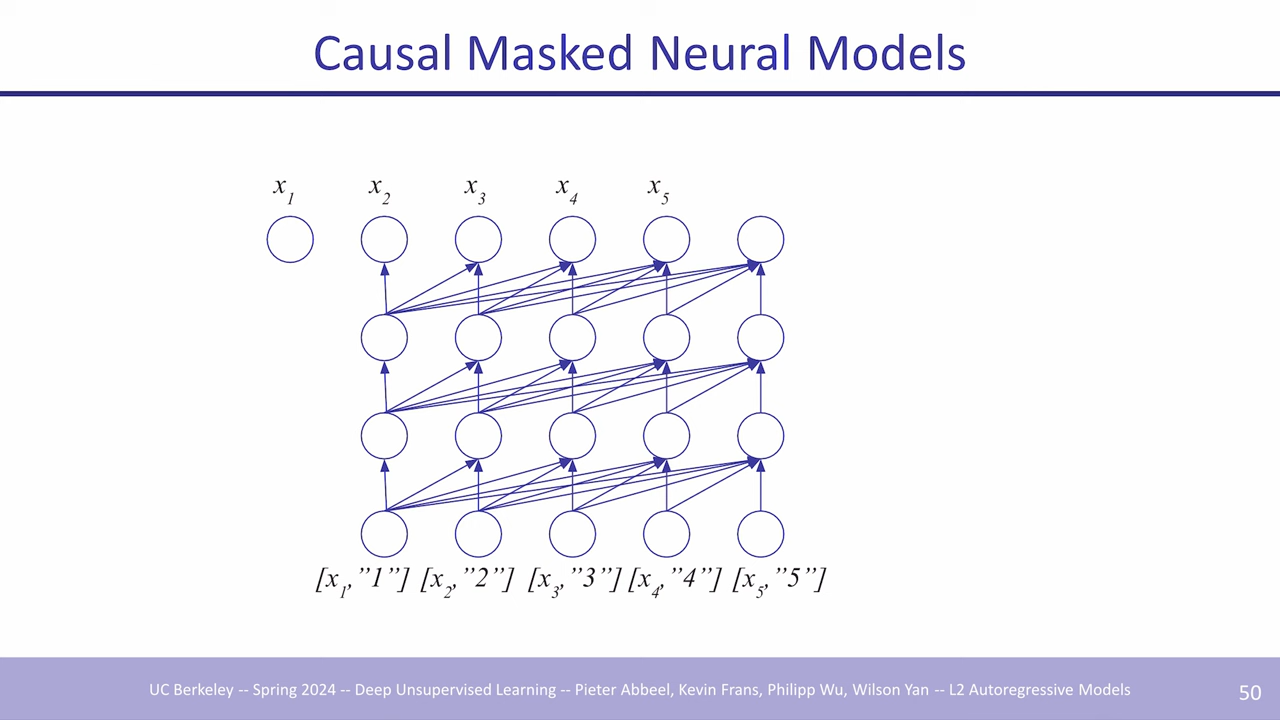 Causal Masked Neural Models
x₁ x₂ x₃ x₄ x₅
[x₁,”1”] [x₂,”2”] [x₃,”3”] [x₄,”4”] [x₅,”5”]
UC Berkeley -- Spring 2024 -- Deep Unsupervised Learning -- Pieter Abbeel, Kevin Frans, Philipp Wu, Wilson Yan -- L2 Autoregressive Models
50